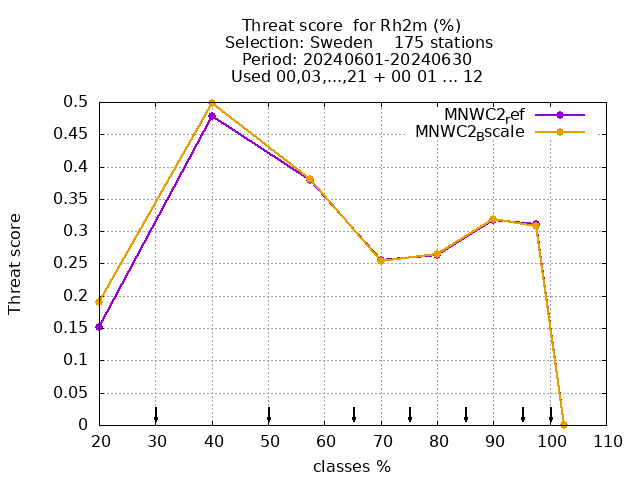 Threat score for Rh2m (%)
Selection: Sweden 175 stations
Period: 20240601-20240630
Used 00,03,...,21 + 00 01 ... 12
MNWC2ref
MNWC2Bscale
0.5
0.45
0.4
0.35
0.3
0.25
0.2
0.15
0.1
0.05
0
Threat score
20 30 40 50 60 70 80 90 100 110
classes %